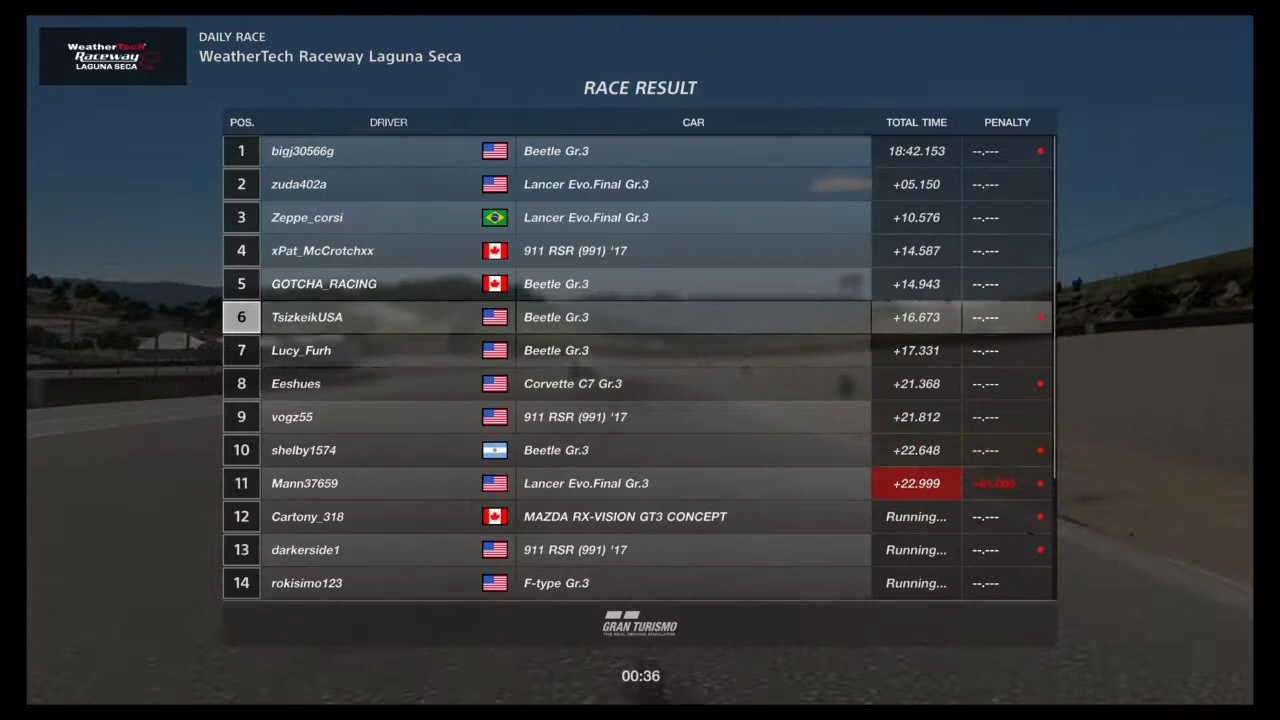 WeatherTech
Raceway
LAGUNA SECA
DAILY RACE
WeatherTech Raceway Laguna Seca
RACE RESULT
POS. DRIVER CAR TOTAL TIME PENALTY
1 bigj30566g Beetle Gr.3 18:42.153 --.---
2 zuda402a Lancer Evo.Final Gr.3 +05.150 --.---
3 Zeppe_corsi Lancer Evo.Final Gr.3 +10.576 --.---
4 xPat_McCrotchxx 911 RSR (991) '17 +14.587 --.---
5 GOTCHA_RACING Beetle Gr.3 +14.943 --.---
6 TsizkeikUSA Beetle Gr.3 +16.673 --.---
7 Lucy_Furh Beetle Gr.3 +17.331 --.---
8 Eeshues Corvette C7 Gr.3 +21.368 --.---
9 vogz55 911 RSR (991) '17 +21.812 --.---
10 shelby1574 Beetle Gr.3 +22.648 --.---
11 Mann37659 Lancer Evo.Final Gr.3 +22.999 +01.000
12 Cartony_318 MAZDA RX-VISION GT3 CONCEPT Running... --.---
13 darkerside1 911 RSR (991) '17 Running... --.---
14 rokisimo123 F-type Gr.3 Running... --.---
GRAN TURISMO
THE REAL DRIVING SIMULATOR
00:36